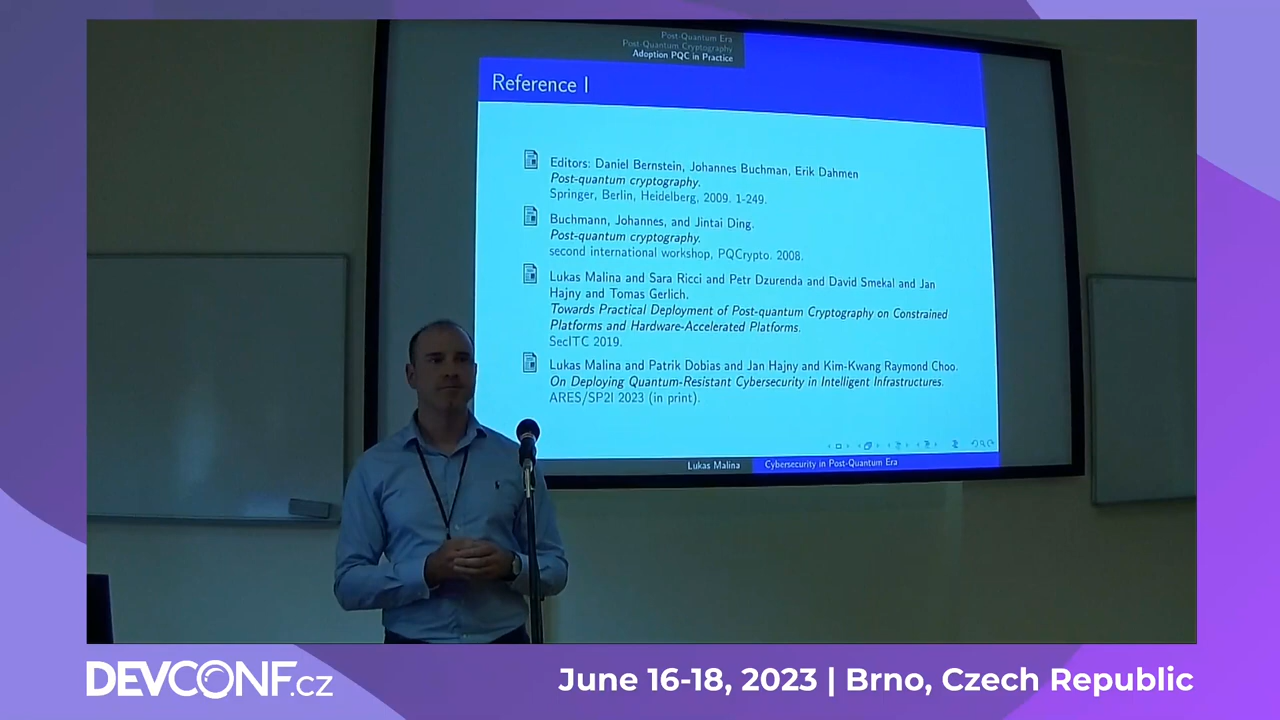 Post-Quantum Era
Post-Quantum Cryptography
Adoption PQC in Practice
Reference I
Editors: Daniel Bernstein, Johannes Buchman, Erik Dahmen
Post-quantum cryptography.
Springer, Berlin, Heidelberg, 2009. 1-249.
Buchmann, Johannes, and Jintai Ding.
Post-quantum cryptography.
second international workshop, PQCrypto. 2008.
Lukas Malina and Sara Ricci and Petr Dzurenda and David Smekal and Jan
Hajny and Tomas Gerlich.
Towards Practical Deployment of Post-quantum Cryptography on Constrained
Platforms and Hardware-Accelerated Platforms.
SecITC 2019.
Lukas Malina and Patrik Dobias and Jan Hajny and Kim-Kwang Raymond Choo.
On Deploying Quantum-Resistant Cybersecurity in Intelligent Infrastructures.
ARES/SP2I 2023 (in print).
Lukas Malina
Cybersecurity in Post-Quantum Era
DEVCONF.CZ
June 16-18, 2023 | Brno, Czech Republic